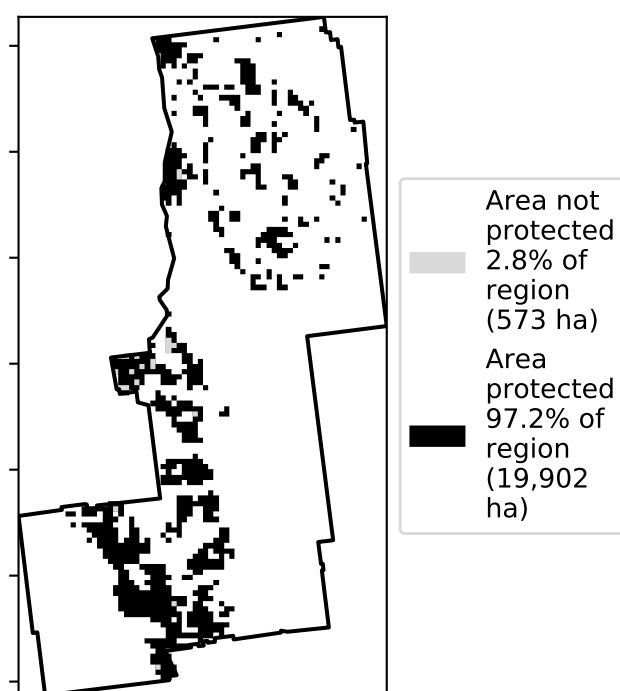 Area not
protected
2.8% of
region
(573 ha)
Area
protected
97.2% of
region
(19,902
ha)